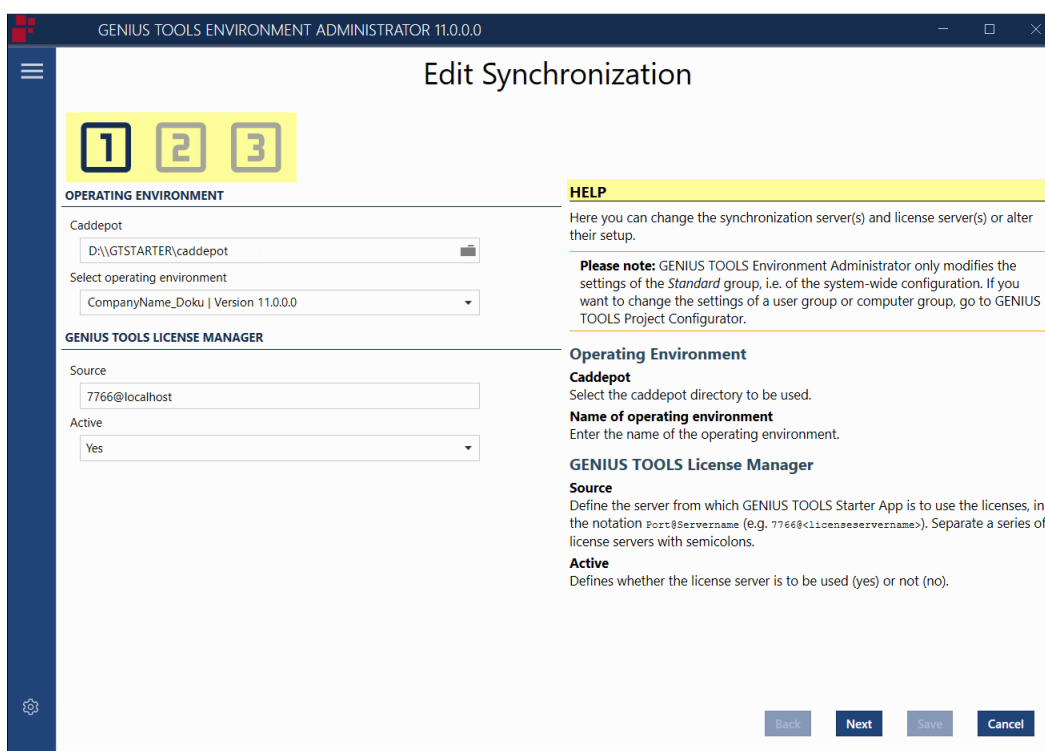 GENIUS TOOLS ENVIRONMENT ADMINISTRATOR 11.0.0.0
Edit Synchronization
1 2 3
OPERATING ENVIRONMENT
Caddepot
D:\\GTSTARTER\caddepot
Select operating environment
CompanyName_Doku | Version 11.0.0.0
GENIUS TOOLS LICENSE MANAGER
Source
7766@localhost
Active
Yes
HELP
Here you can change the synchronization server(s) and license server(s) or alter
their setup.
Please note: GENIUS TOOLS Environment Administrator only modifies the
settings of the Standard group, i.e. of the system-wide configuration. If you
want to change the settings of a user group or computer group, go to GENIUS
TOOLS Project Configurator.
Operating Environment
Caddepot
Select the caddepot directory to be used.
Name of operating environment
Enter the name of the operating environment.
GENIUS TOOLS License Manager
Source
Define the server from which GENIUS TOOLS Starter App is to use the licenses, in
the notation Port@Servername (e.g. 7766@<licenseservername>). Separate a series of
license servers with semicolons.
Active
Defines whether the license server is to be used (yes) or not (no).
Back Next Save Cancel